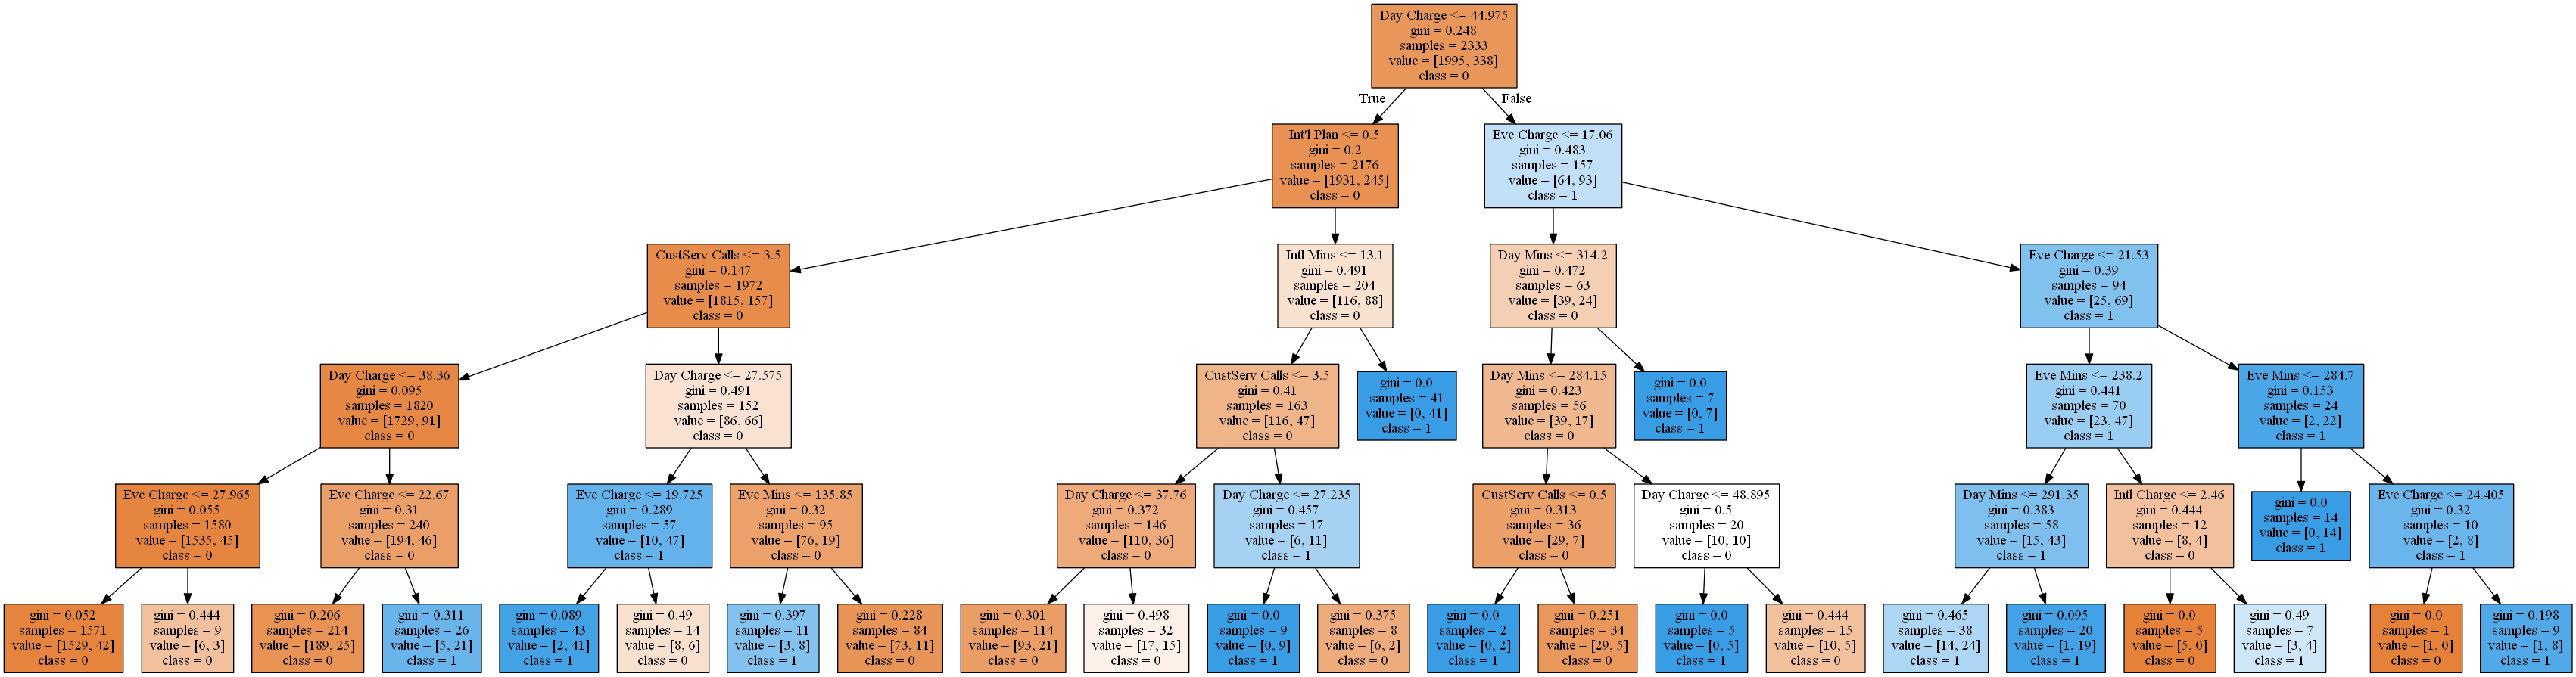 Day Charge <= 44.975
gini = 0.248
samples = 2333
value = [1995, 338]
class = 0
True
False
Int'l Plan <= 0.5
gini = 0.2
samples = 2176
value = [1931, 245]
class = 0
Eve Charge <= 17.06
gini = 0.483
samples = 157
value = [64, 93]
class = 1
CustServ Calls <= 3.5
gini = 0.147
samples = 1972
value = [1815, 157]
class = 0
Intl Mins <= 13.1
gini = 0.491
samples = 204
value = [116, 88]
class = 0
Day Mins <= 314.2
gini = 0.472
samples = 63
value = [39, 24]
class = 0
Eve Charge <= 21.53
gini = 0.39
samples = 94
value = [25, 69]
class = 1
Day Charge <= 38.36
gini = 0.095
samples = 1820
value = [1729, 91]
class = 0
Day Charge <= 27.575
gini = 0.491
samples = 152
value = [86, 66]
class = 0
CustServ Calls <= 3.5
gini = 0.41
samples = 163
value = [116, 47]
class = 0
gini = 0.0
samples = 41
value = [0, 41]
class = 1
Day Mins <= 284.15
gini = 0.423
samples = 56
value = [39, 17]
class = 0
gini = 0.0
samples = 7
value = [0, 7]
class = 1
Eve Mins <= 238.2
gini = 0.441
samples = 70
value = [23, 47]
class = 1
Eve Mins <= 284.7
gini = 0.153
samples = 24
value = [2, 22]
class = 1
Eve Charge <= 27.965
gini = 0.055
samples = 1580
value = [1535, 45]
class = 0
Eve Charge <= 22.67
gini = 0.31
samples = 240
value = [194, 46]
class = 0
Eve Charge <= 19.725
gini = 0.289
samples = 57
value = [10, 47]
class = 1
Eve Mins <= 135.85
gini = 0.32
samples = 95
value = [76, 19]
class = 0
Day Charge <= 37.76
gini = 0.372
samples = 146
value = [110, 36]
class = 0
Day Charge <= 27.235
gini = 0.457
samples = 17
value = [6, 11]
class = 1
CustServ Calls <= 0.5
gini = 0.313
samples = 36
value = [29, 7]
class = 0
Day Charge <= 48.895
gini = 0.5
samples = 20
value = [10, 10]
class = 0
Day Mins <= 291.35
gini = 0.383
samples = 58
value = [15, 43]
class = 1
Intl Charge <= 2.46
gini = 0.444
samples = 12
value = [8, 4]
class = 0
gini = 0.0
samples = 14
value = [0, 14]
class = 1
Eve Charge <= 24.405
gini = 0.32
samples = 10
value = [2, 8]
class = 1
gini = 0.052
samples = 1571
value = [1529, 42]
class = 0
gini = 0.444
samples = 9
value = [6, 3]
class = 0
gini = 0.206
samples = 214
value = [189, 25]
class = 0
gini = 0.311
samples = 26
value = [5, 21]
class = 1
gini = 0.089
samples = 43
value = [2, 41]
class = 1
gini = 0.49
samples = 14
value = [8, 6]
class = 0
gini = 0.397
samples = 11
value = [3, 8]
class = 1
gini = 0.228
samples = 84
value = [73, 11]
class = 0
gini = 0.301
samples = 114
value = [93, 21]
class = 0
gini = 0.498
samples = 32
value = [17, 15]
class = 0
gini = 0.0
samples = 9
value = [0, 9]
class = 1
gini = 0.375
samples = 8
value = [6, 2]
class = 0
gini = 0.0
samples = 2
value = [0, 2]
class = 1
gini = 0.251
samples = 34
value = [29, 5]
class = 0
gini = 0.0
samples = 5
value = [0, 5]
class = 1
gini = 0.444
samples = 15
value = [10, 5]
class = 0
gini = 0.465
samples = 38
value = [14, 24]
class = 1
gini = 0.095
samples = 20
value = [1, 19]
class = 1
gini = 0.0
samples = 5
value = [5, 0]
class = 0
gini = 0.49
samples = 7
value = [3, 4]
class = 1
gini = 0.0
samples = 1
value = [1, 0]
class = 0
gini = 0.198
samples = 9
value = [1, 8]
class = 1